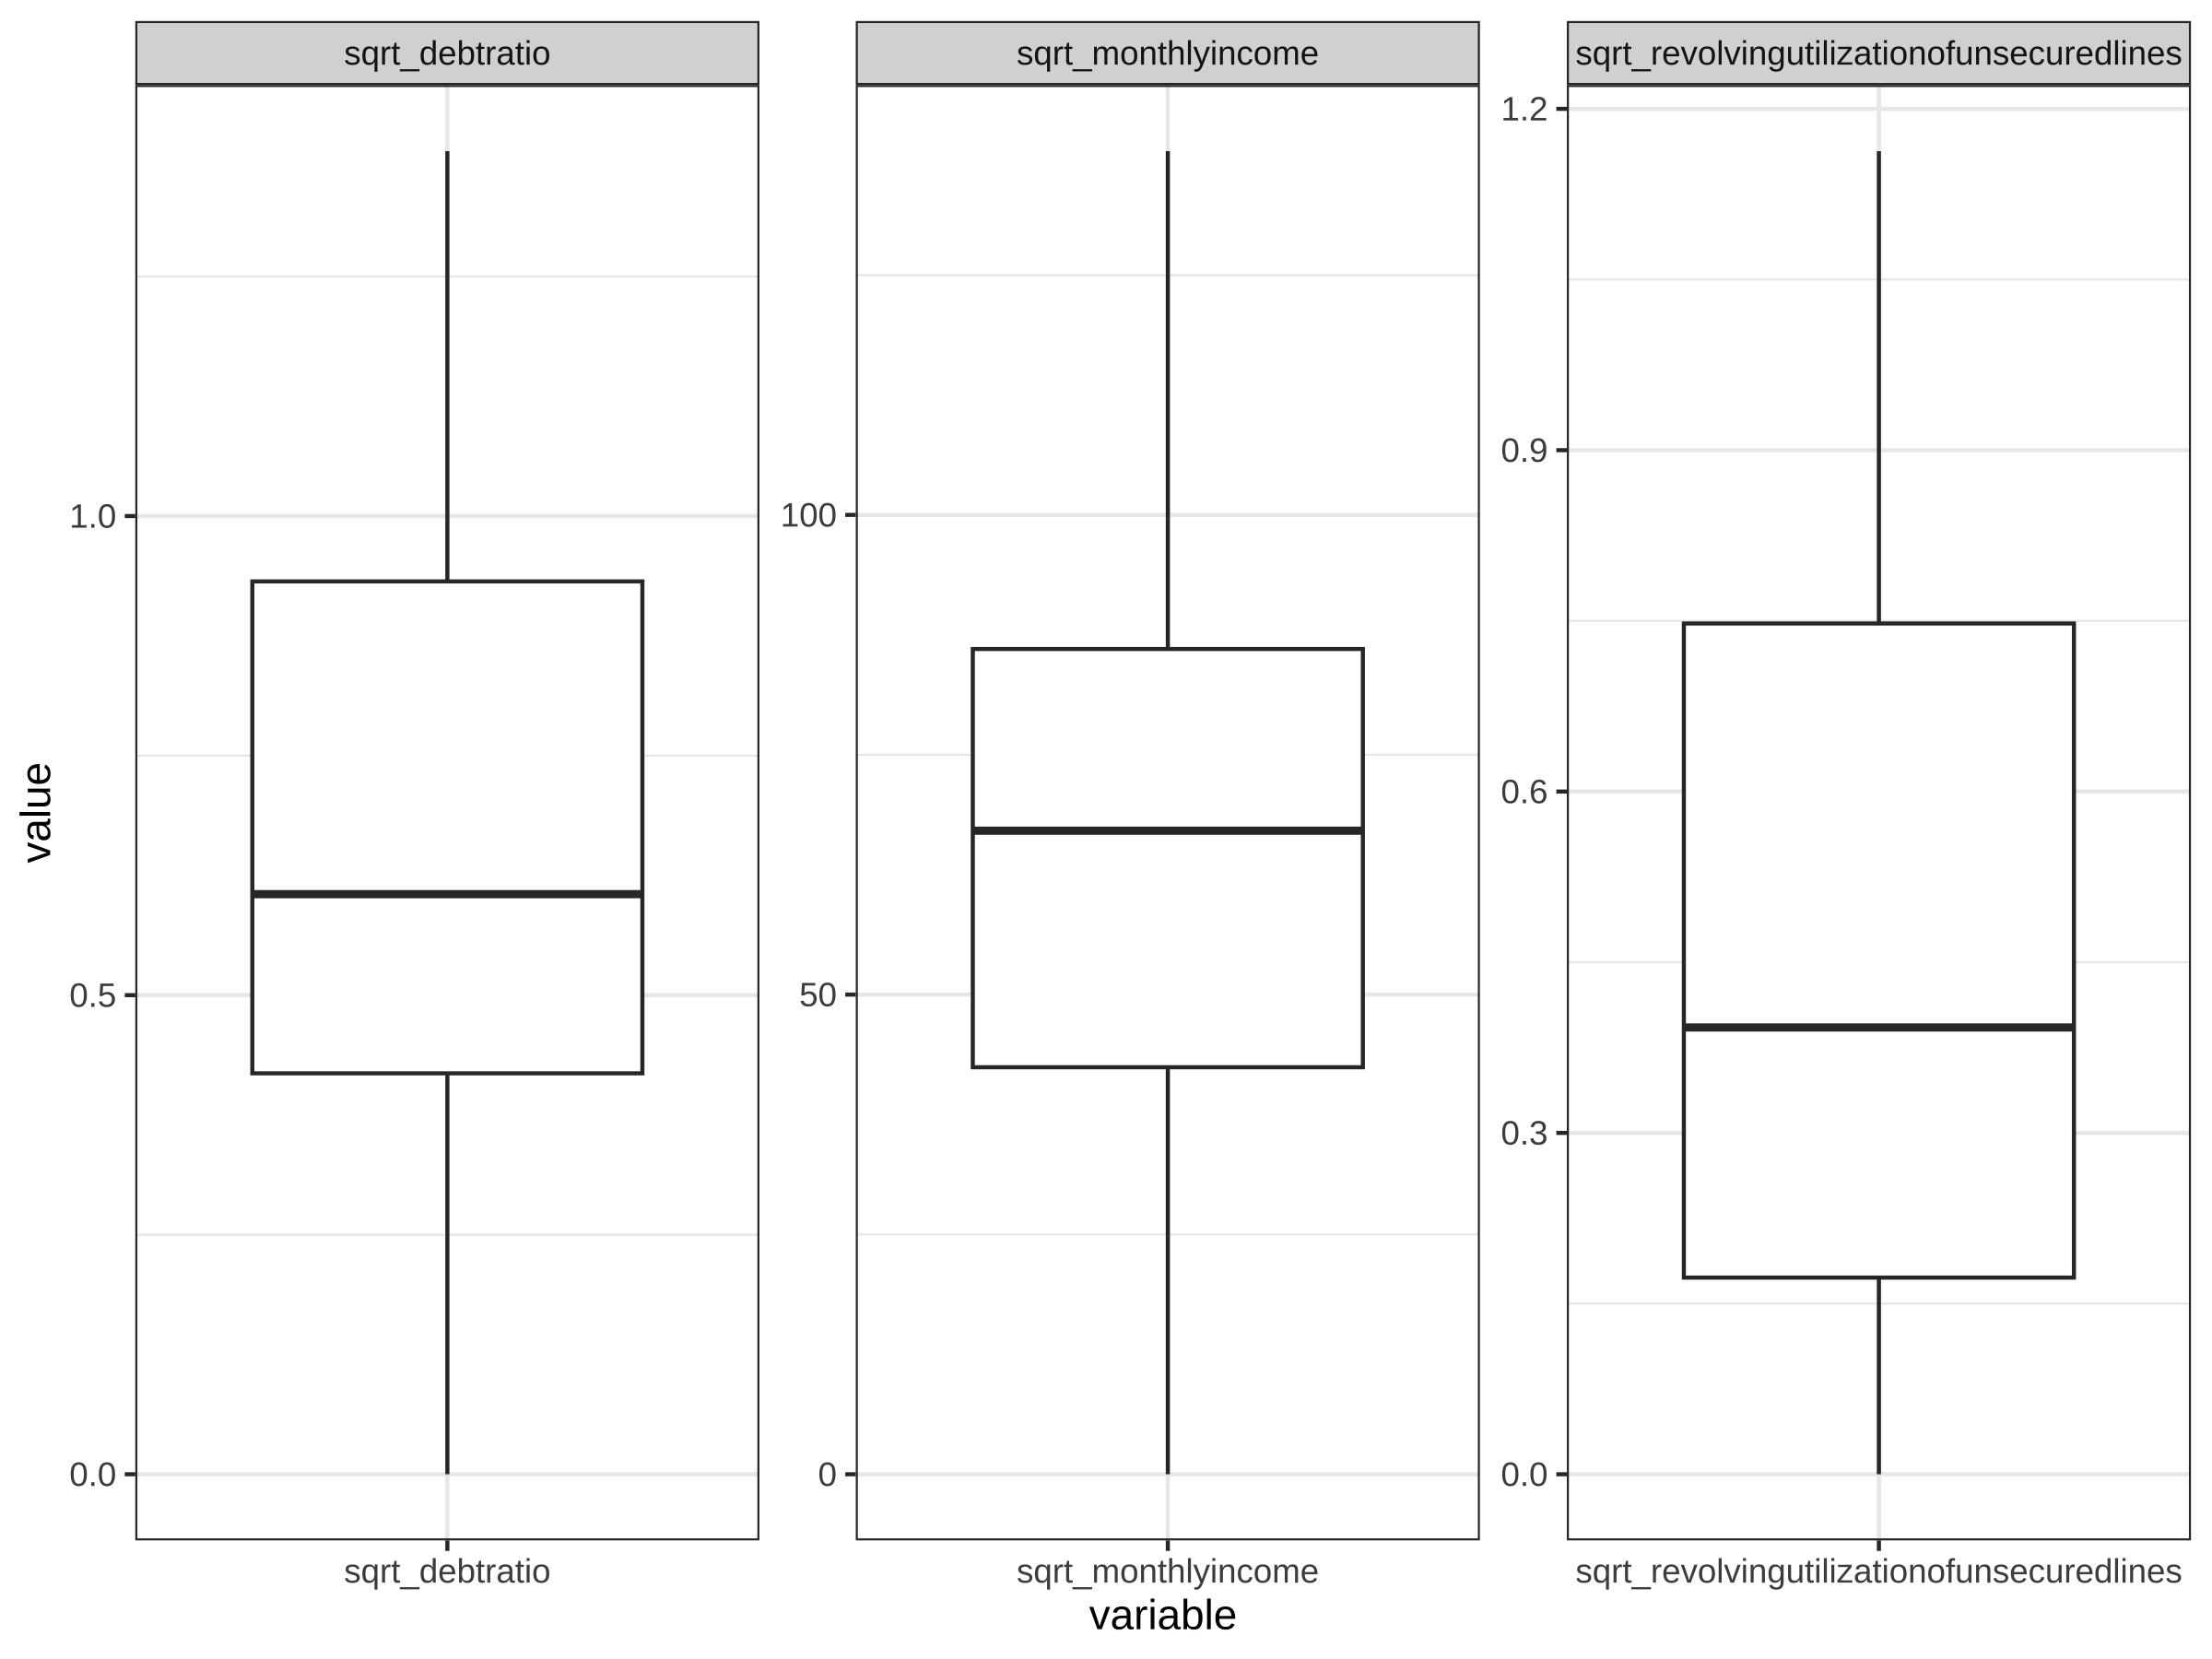 sqrt_debtratio
sqrt_monthlyincome
sqrt_revolvingutilizationofunsecuredlines
value
1.0
0.5
0.0
100
50
0
1.2
0.9
0.6
0.3
0.0
sqrt_debtratio
sqrt_monthlyincome
sqrt_revolvingutilizationofunsecuredlines
variable